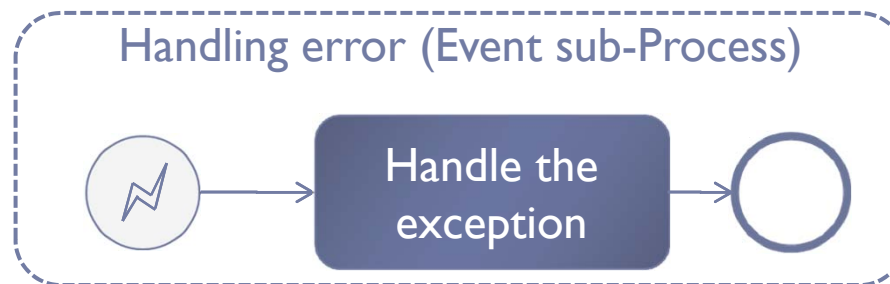 Handling error (Event sub-Process)
Handle the
exception